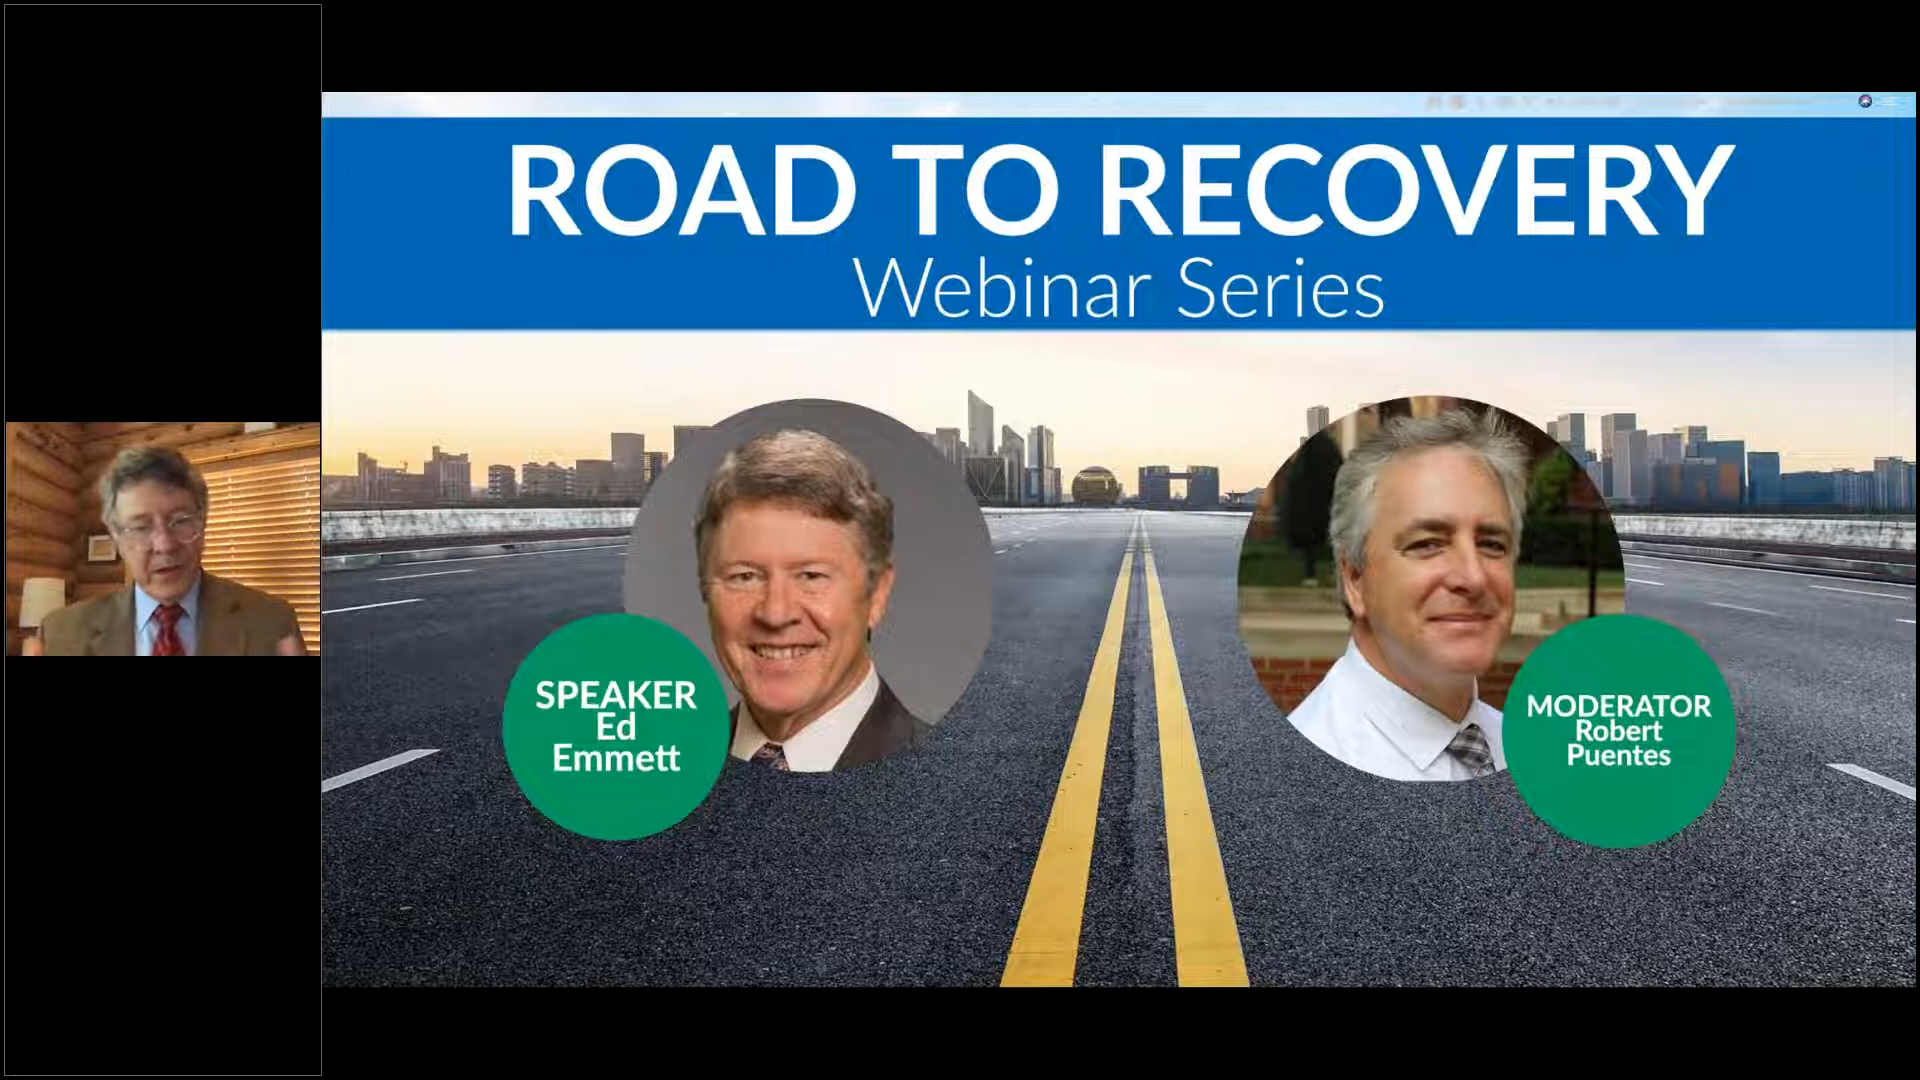 ROAD TO RECOVERY
Webinar Series
SPEAKER
Ed
Emmett
MODERATOR
Robert
Puentes